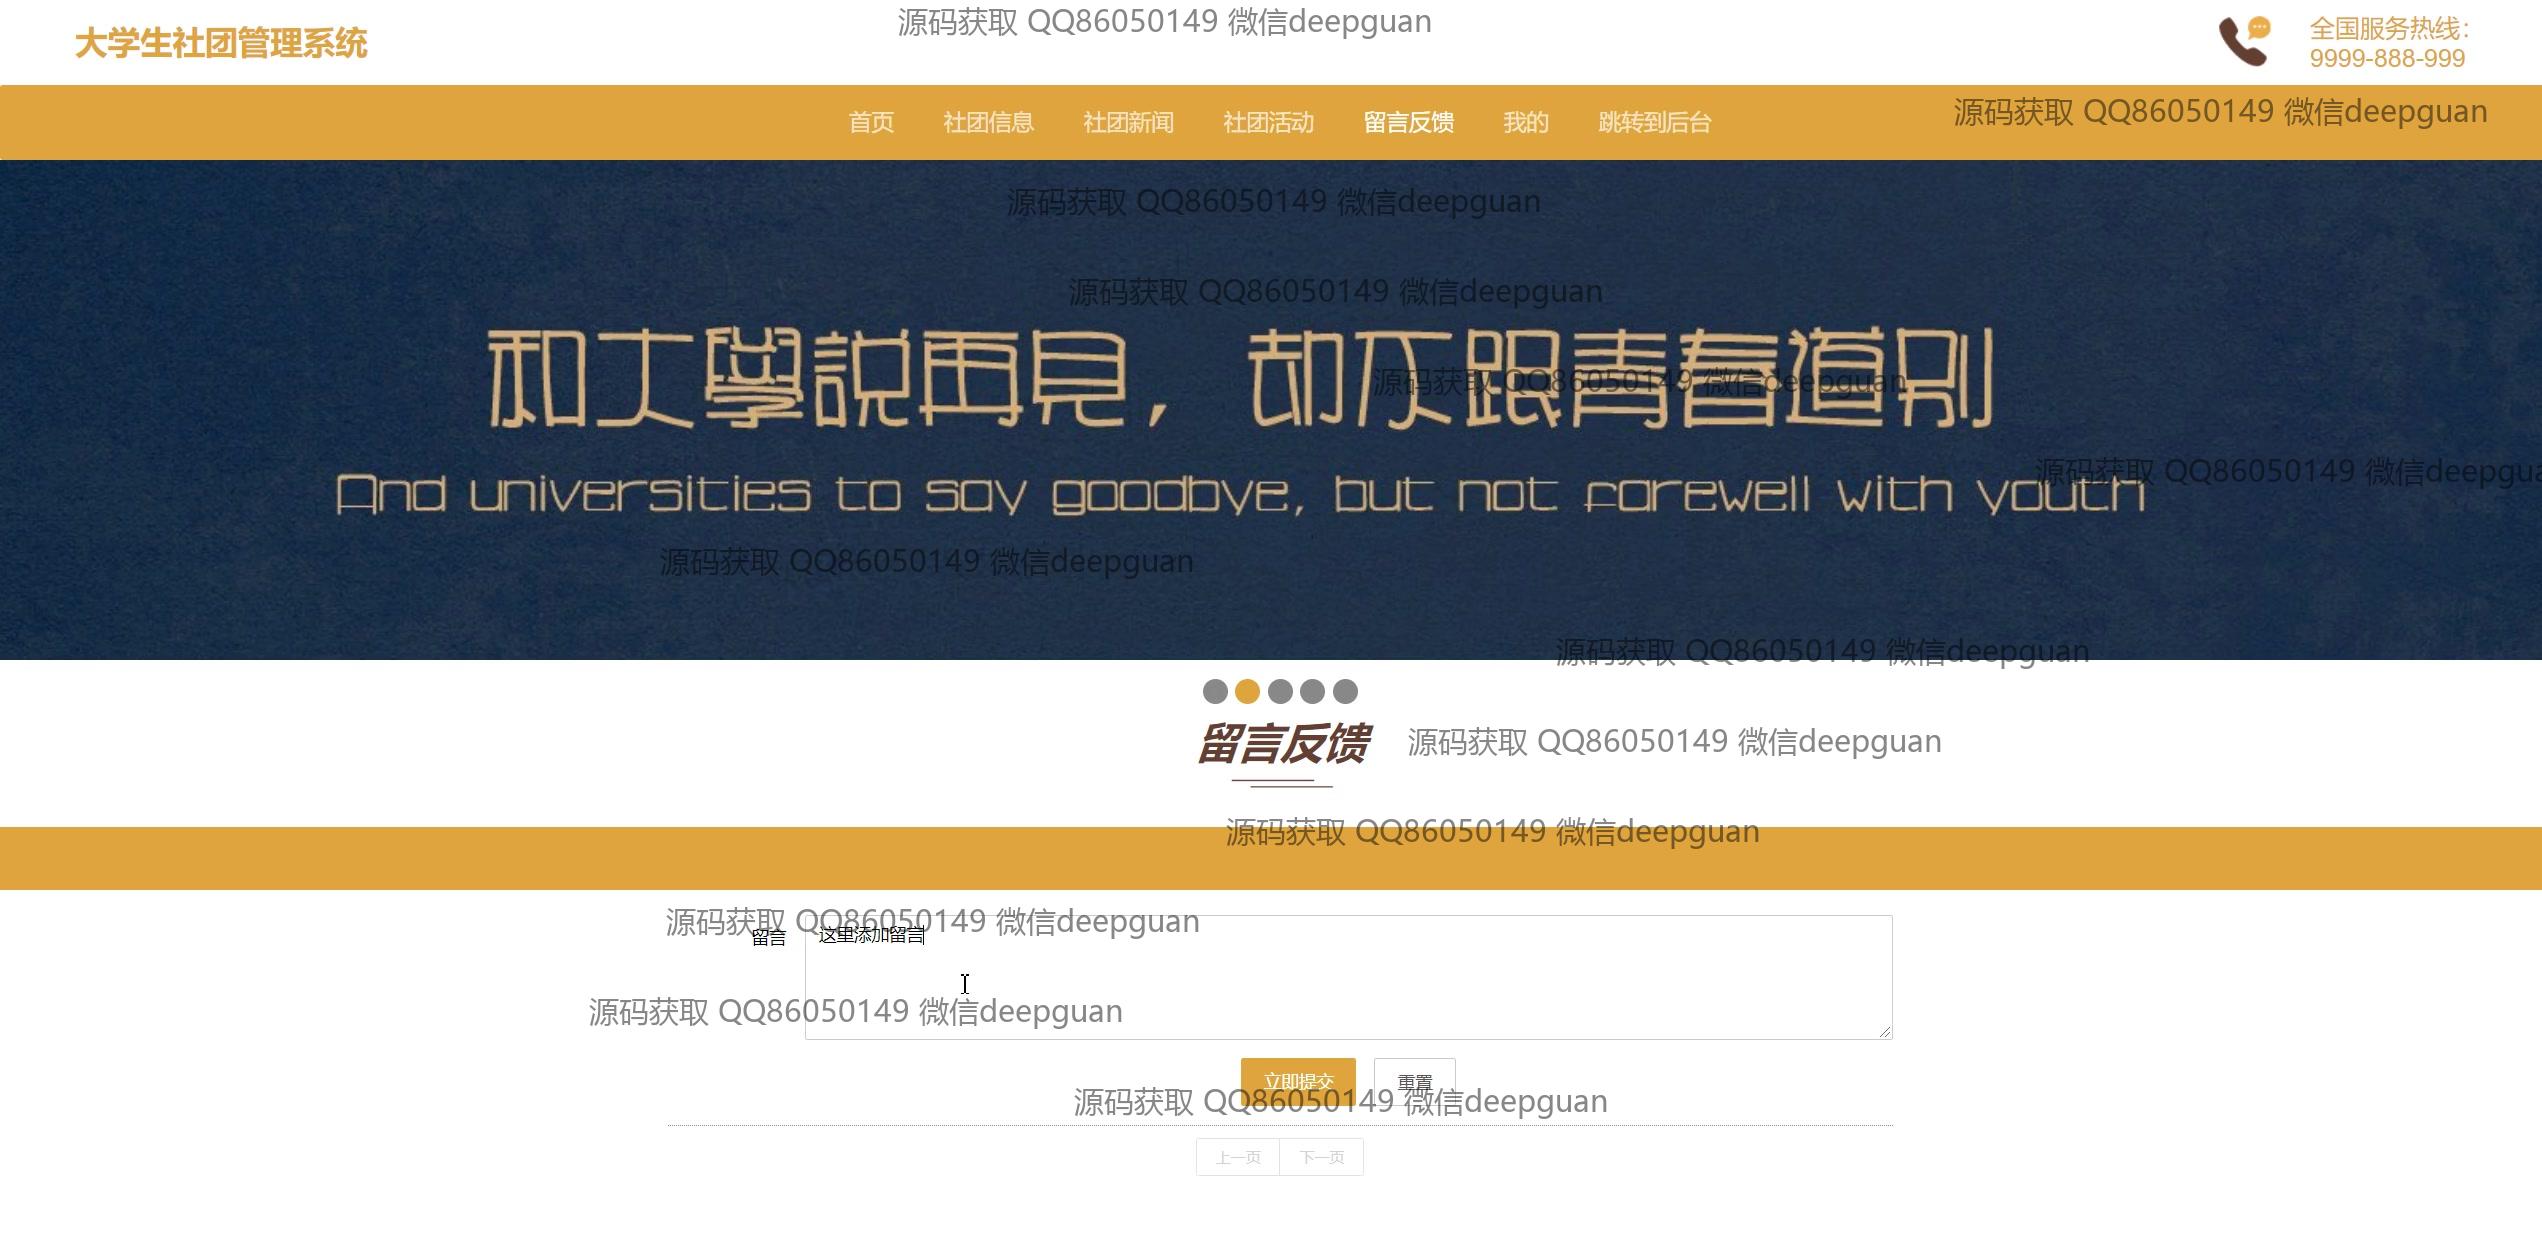 源码获取 QQ86050149 微信deepguan
大学生社团管理系统
全国服务热线：
9999-888-999
首页 社团信息 社团新闻 社团活动 留言反馈 我的 跳转到后台
源码获取 QQ86050149 微信deepguan
源码获取 QQ86050149 微信deepguan
源码获取 QQ86050149 微信deepguan
和大學説再見，却不跟青春道别
源码获取 QQ86050149 微信deepguan
And universities to say goodbye, but not farewell with youth
源码获取 QQ86050149 微信deepgua
源码获取 QQ86050149 微信deepguan
源码获取 QQ86050149 微信deepguan
留言反馈
源码获取 QQ86050149 微信deepguan
源码获取 QQ86050149 微信deepguan
源码获取 QQ86050149 微信deepguan
留言 这里添加留言
源码获取 QQ86050149 微信deepguan
立即提交 重置
源码获取 QQ86050149 微信deepguan
上一页 下一页